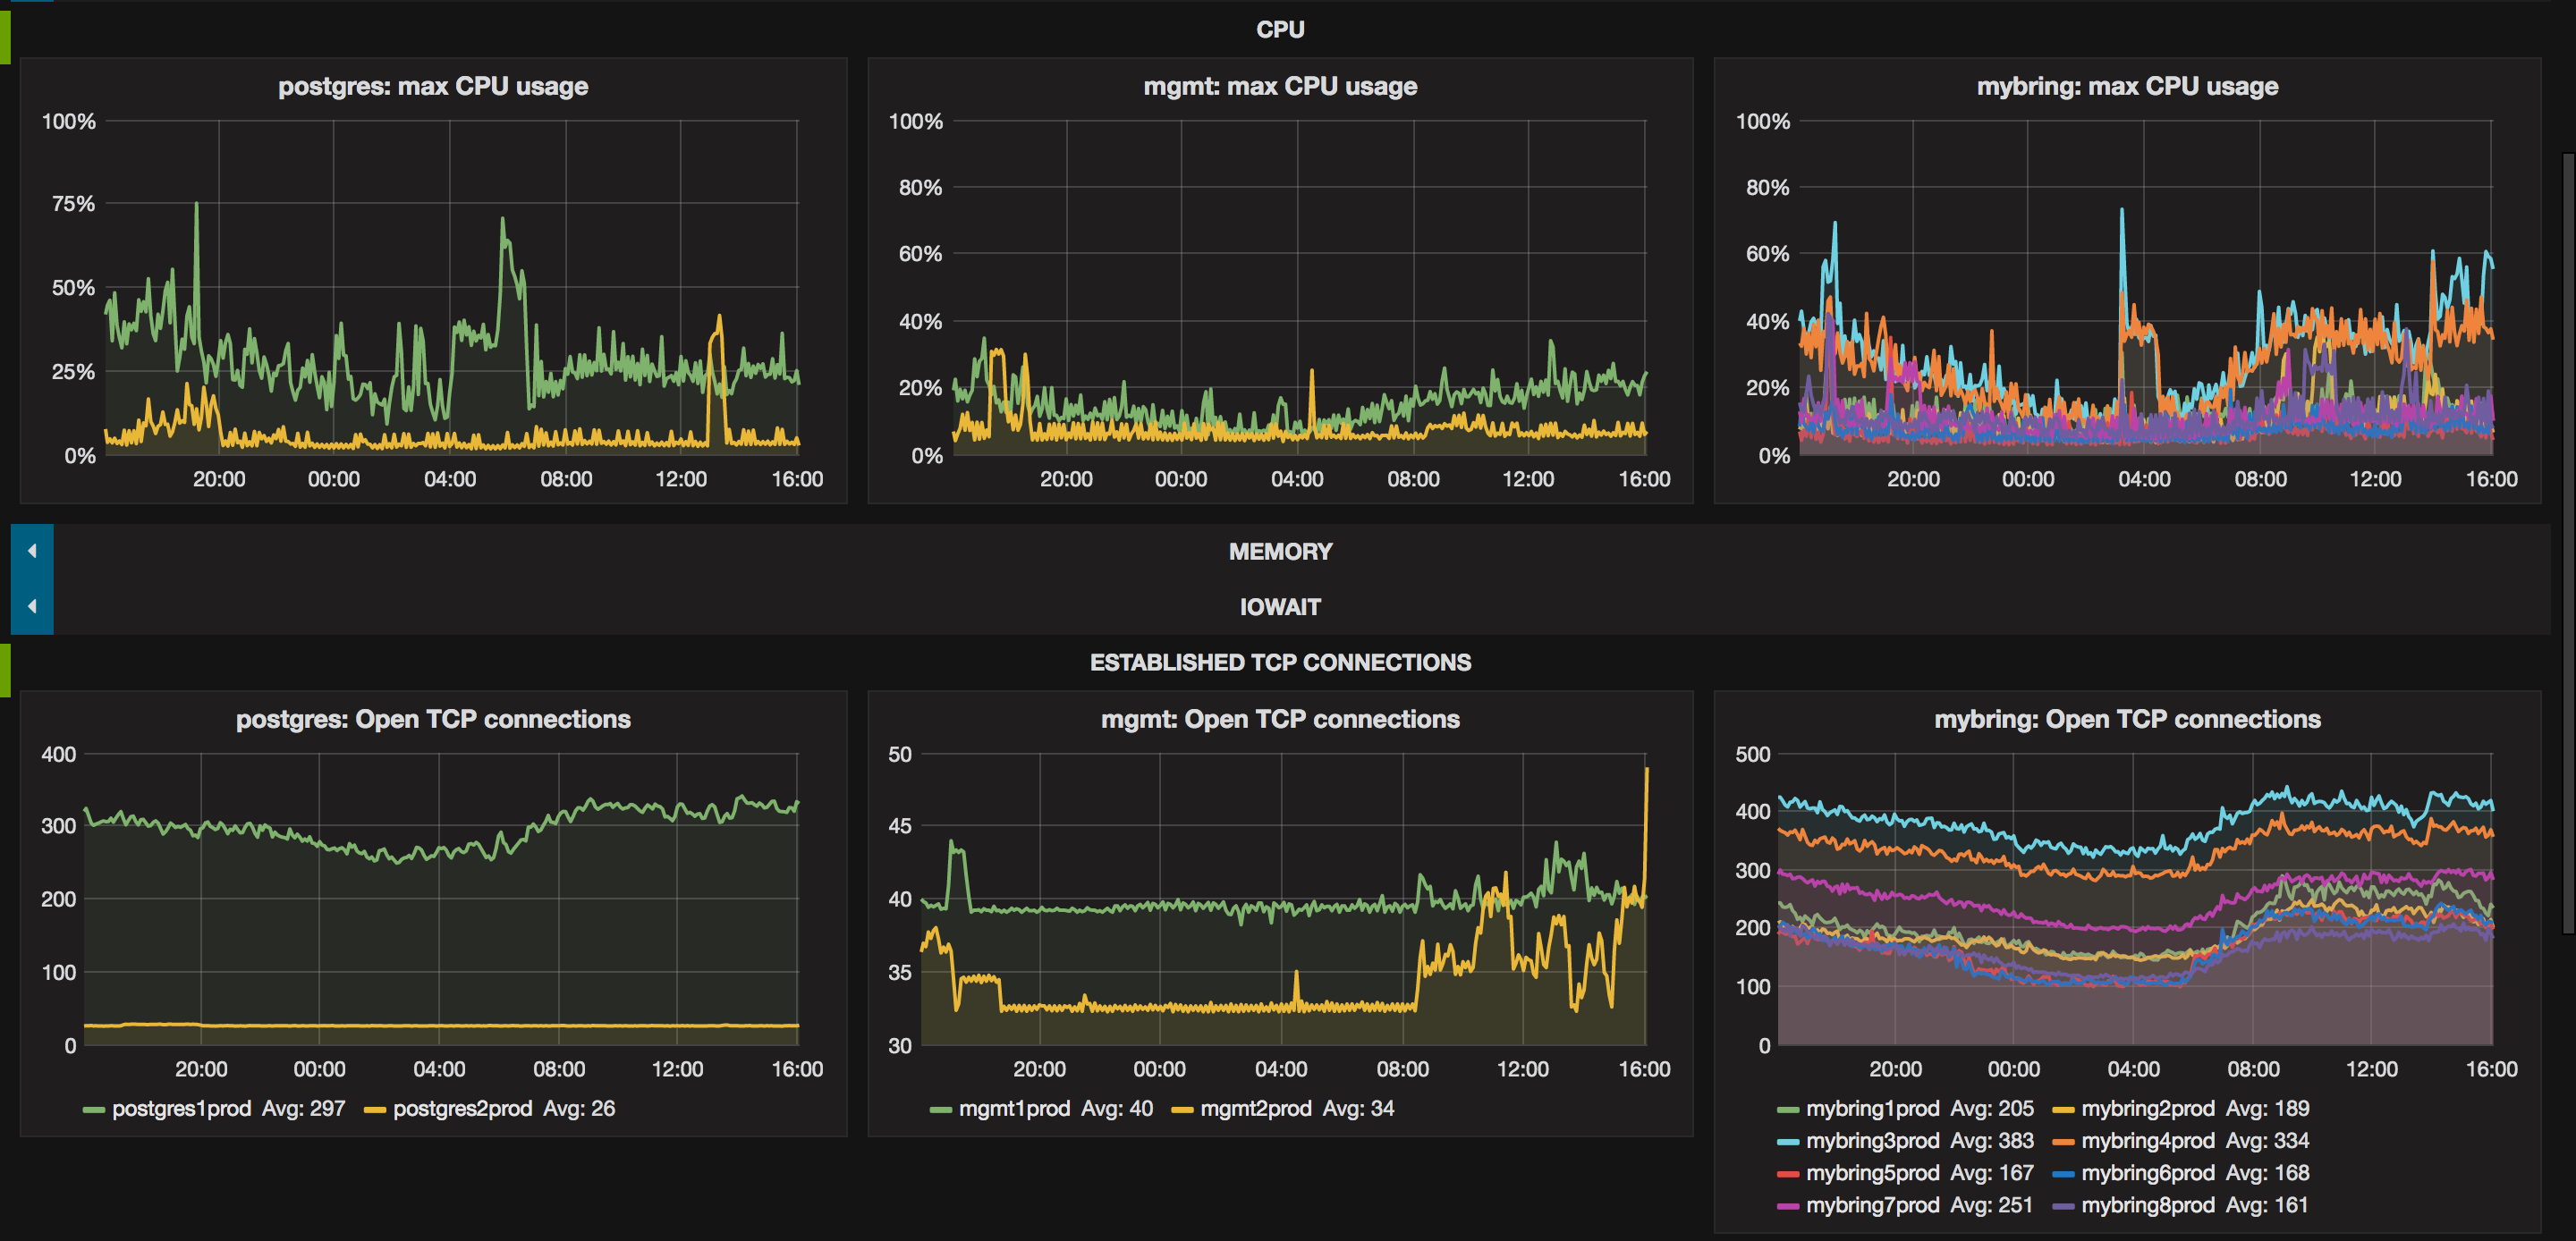 CPU
postgres: max CPU usage
100%
75%
50%
25%
0%
20:00 00:00 04:00 08:00 12:00 16:00
mgmt: max CPU usage
100%
80%
60%
40%
20%
0%
20:00 00:00 04:00 08:00 12:00 16:00
mybring: max CPU usage
100%
80%
60%
40%
20%
0%
20:00 00:00 04:00 08:00 12:00 16:00
MEMORY
IOWAIT
ESTABLISHED TCP CONNECTIONS
postgres: Open TCP connections
400
300
200
100
0
20:00 00:00 04:00 08:00 12:00 16:00
postgres1prod Avg: 297 postgres2prod Avg: 26
mgmt: Open TCP connections
50
45
40
35
30
20:00 00:00 04:00 08:00 12:00 16:00
mgmt1prod Avg: 40 mgmt2prod Avg: 34
mybring: Open TCP connections
500
400
300
200
100
0
20:00 00:00 04:00 08:00 12:00 16:00
mybring1prod Avg: 205 mybring2prod Avg: 189
mybring3prod Avg: 383 mybring4prod Avg: 334
mybring5prod Avg: 167 mybring6prod Avg: 168
mybring7prod Avg: 251 mybring8prod Avg: 161